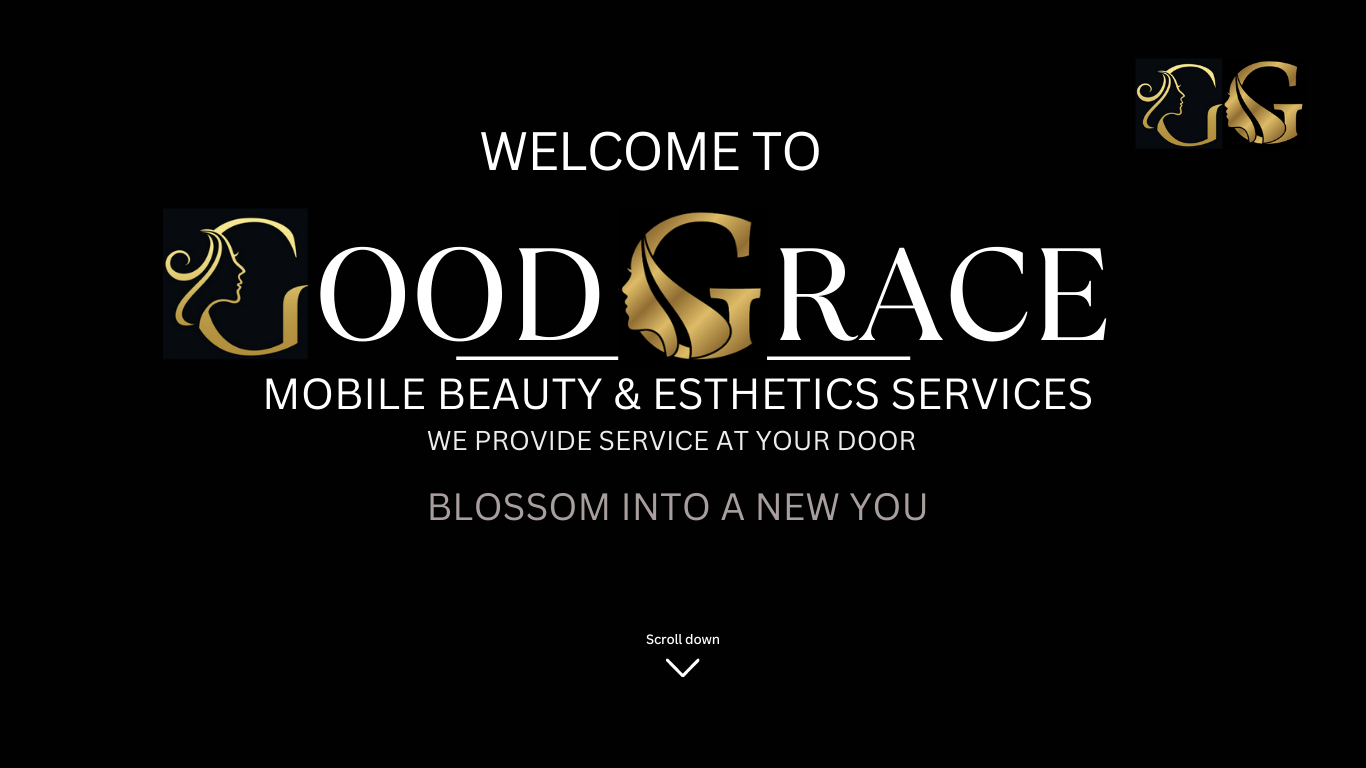 GG
WELCOME TO
GOOD GRACE
MOBILE BEAUTY & ESTHETICS SERVICES
WE PROVIDE SERVICE AT YOUR DOOR
BLOSSOM INTO A NEW YOU
Scroll down